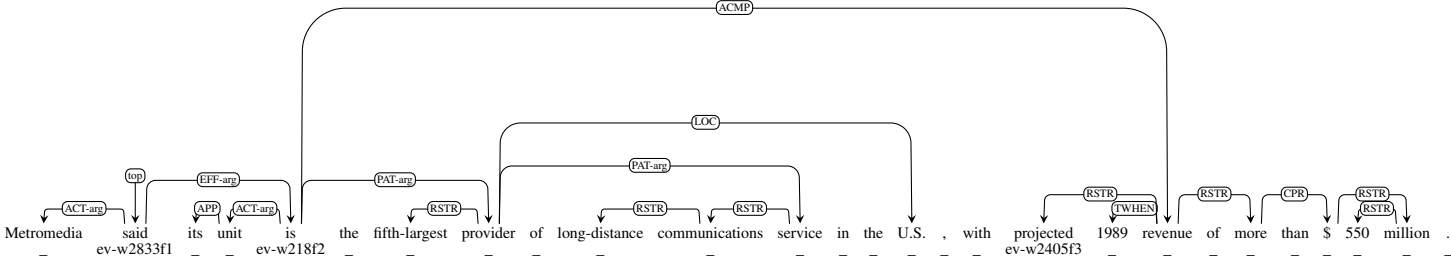 ACMP
LOC
PAT-arg
top EFF-arg PAT-arg
ACT-arg APP ACT-arg RSTR RSTR RSTR RSTR TWHEN RSTR CPR RSTR RSTR
Metromedia said its unit is the fifth-largest provider of long-distance communications service in the U.S. , with projected 1989 revenue of more than $ 550 million .
_ ev-w2833f1 _ _ ev-w218f2 _ _ _ _ _ _ _ _ _ _ _ _ ev-w2405f3 _ _ _ _ _ _ _ _ _